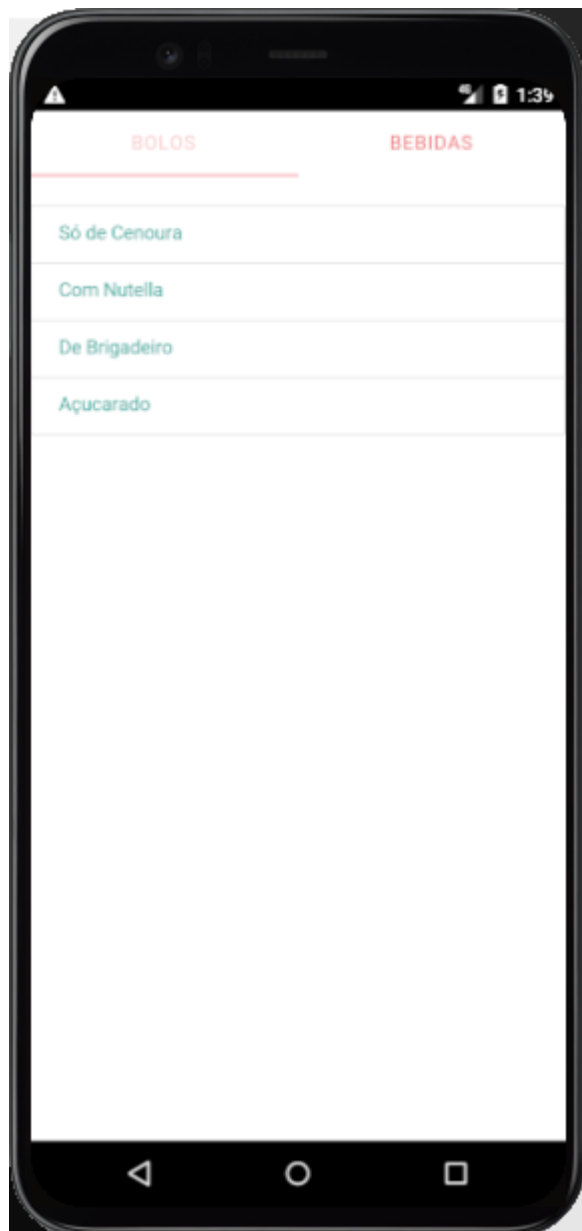 1:39
BOLOS BEBIDAS
Só de Cenoura
Com Nutella
De Brigadeiro
Açucarado